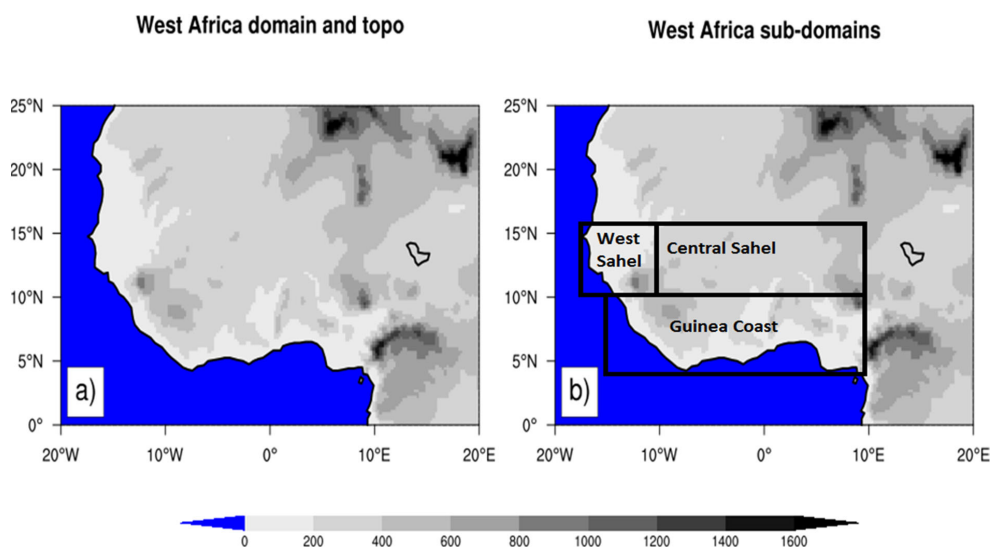 West Africa domain and topo
25°N
20°N
15°N
10°N
5°N
0°
20°W
10°W
0°
10°E
20°E
a)
West Africa sub-domains
25°N
20°N
15°N
10°N
5°N
0°
20°W
10°W
0°
10°E
20°E
West
Sahel
Central Sahel
Guinea Coast
b)
0 200 400 600 800 1000 1200 1400 1600